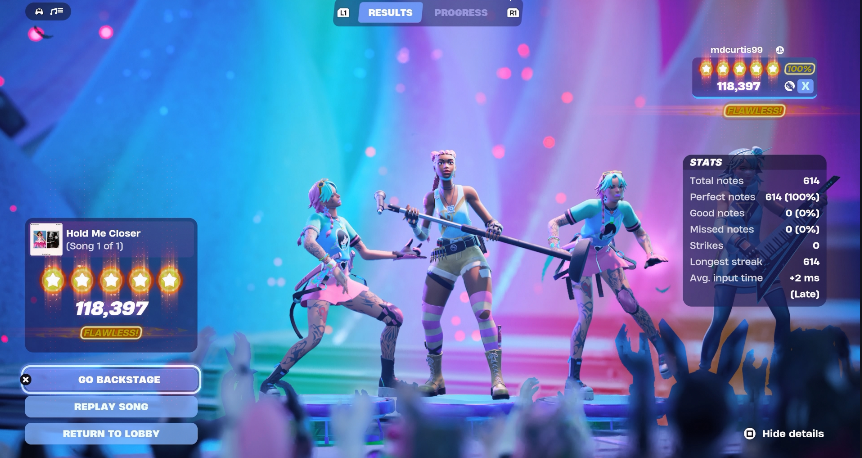 L1 RESULTS PROGRESS R1
mdcurtis99
100%
118,397 X
FLAWLESS!
STATS
Total notes 614
Perfect notes 614 (100%)
Good notes 0 (0%)
Missed notes 0 (0%)
Strikes 0
Longest streak 614
Avg. input time +2 ms
(Late)
Hold Me Closer
(Song 1 of 1)
118,397
FLAWLESS!
GO BACKSTAGE
REPLAY SONG
RETURN TO LOBBY
Hide details